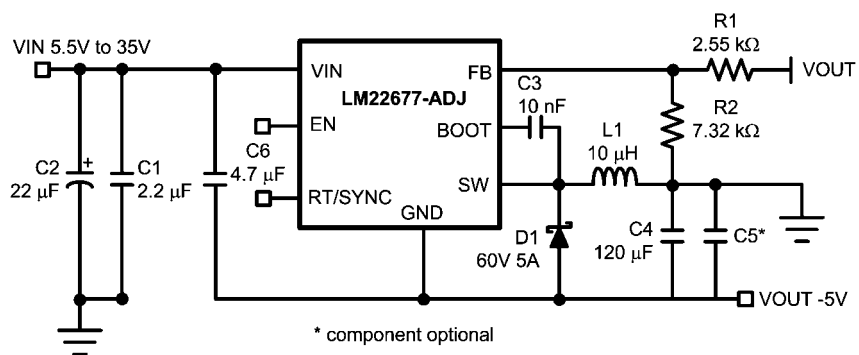 VIN 5.5V to 35V
VIN
FB
LM22677-ADJ
EN
BOOT
RT/SYNC
SW
GND
C3
10 nF
R1
2.55 kΩ
VOUT
R2
7.32 kΩ
L1
10 μH
C2
22 μF
+
C1
2.2 μF
C6
4.7 μF
D1
60V 5A
C4
120 μF
C5*
VOUT -5V
* component optional